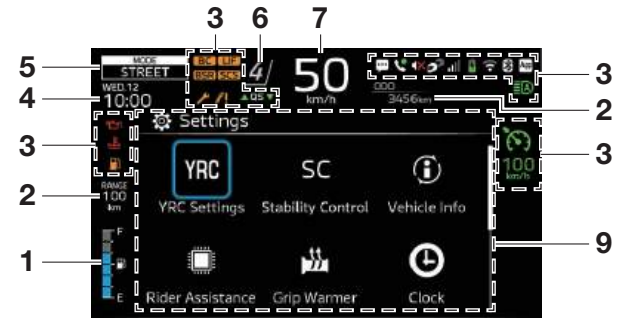 3 6 7
5 MODE BC LIF 4 50 App 3
STREET BSR SCS
WED.12 QS km/h ODO
4 10:00 3456km 2
Settings
3 3
YRC SC 100
RANGE km/h
2 100 YRC Settings Stability Control Vehicle Info
km
F
1 9
E Rider Assistance Grip Warmer Clock